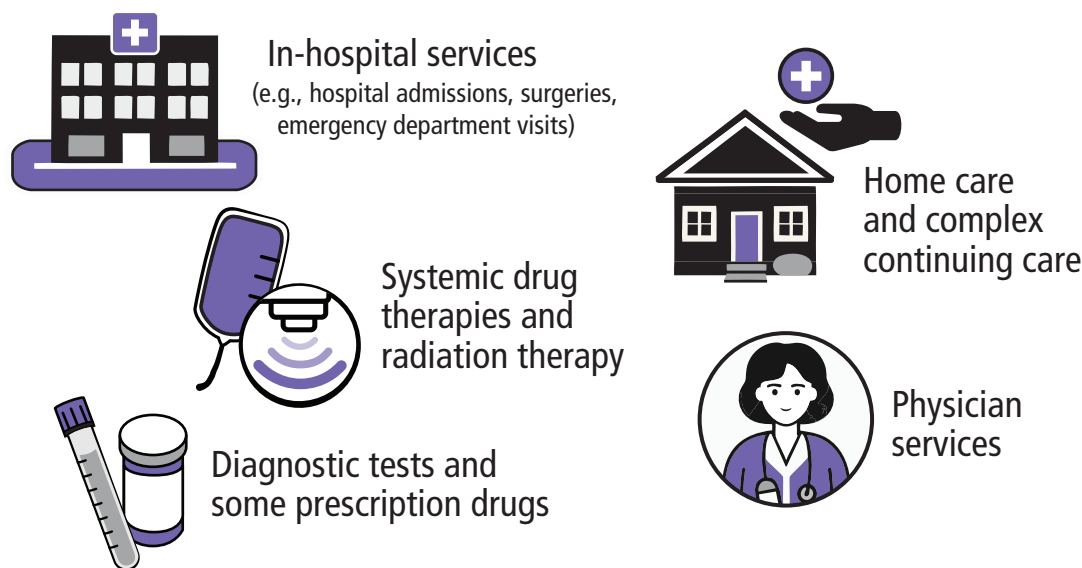 In-hospital services
(e.g., hospital admissions, surgeries,
emergency department visits)
Home care
and complex
continuing care
Systemic drug
therapies and
radiation therapy
Physician
services
Diagnostic tests and
some prescription drugs